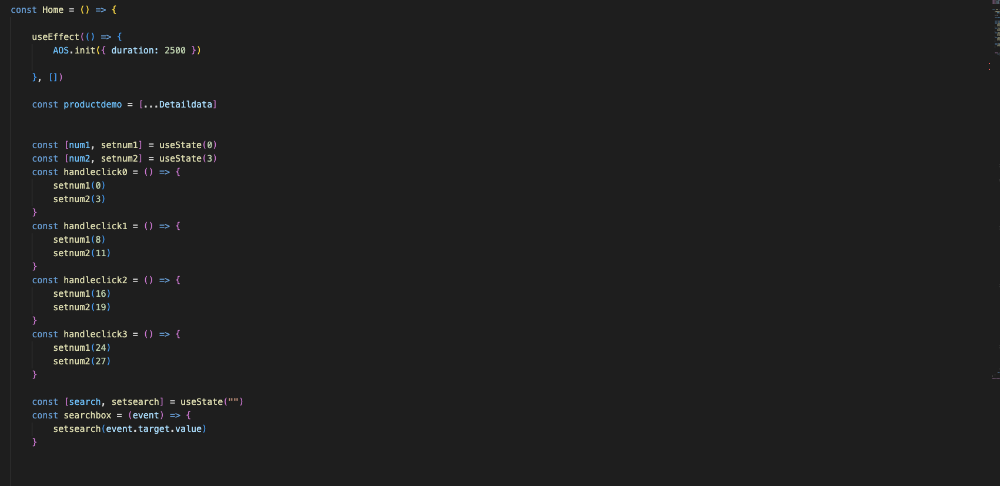 const Home = () => {
useEffect(() => {
AOS.init({ duration: 2500 })
}, [])
const productdemo = [...Detaildata]
const [num1, setnum1] = useState(0)
const [num2, setnum2] = useState(3)
const handleclick0 = () => {
setnum1(0)
setnum2(3)
}
const handleclick1 = () => {
setnum1(8)
setnum2(11)
}
const handleclick2 = () => {
setnum1(16)
setnum2(19)
}
const handleclick3 = () => {
setnum1(24)
setnum2(27)
}
const [search, setsearch] = useState("")
const searchbox = (event) => {
setsearch(event.target.value)
}